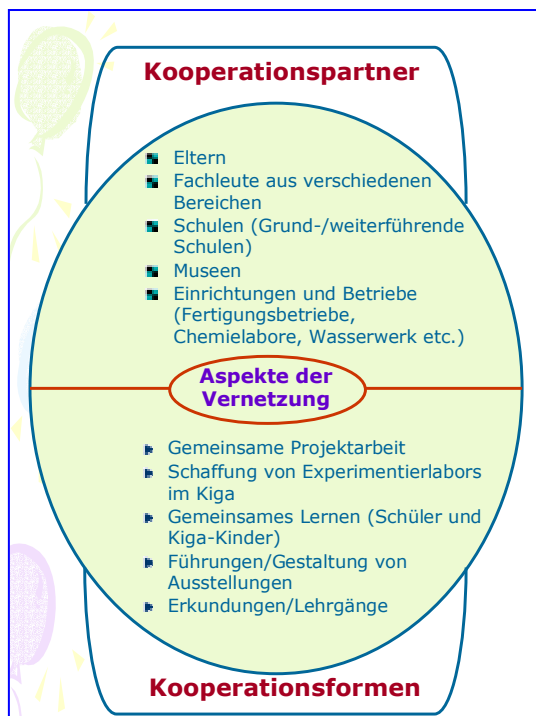 Kooperationspartner
Eltern
Fachleute aus verschiedenen
Bereichen
Schulen (Grund-/weiterführende
Schulen)
Museen
Einrichtungen und Betriebe
(Fertigungsbetriebe,
Chemielabore, Wasserwerk etc.)
Aspekte der
Vernetzung
Gemeinsame Projektarbeit
Schaffung von Experimentierlabors
im Kiga
Gemeinsames Lernen (Schüler und
Kiga-Kinder)
Führungen/Gestaltung von
Ausstellungen
Erkundungen/Lehrgänge
Kooperationsformen